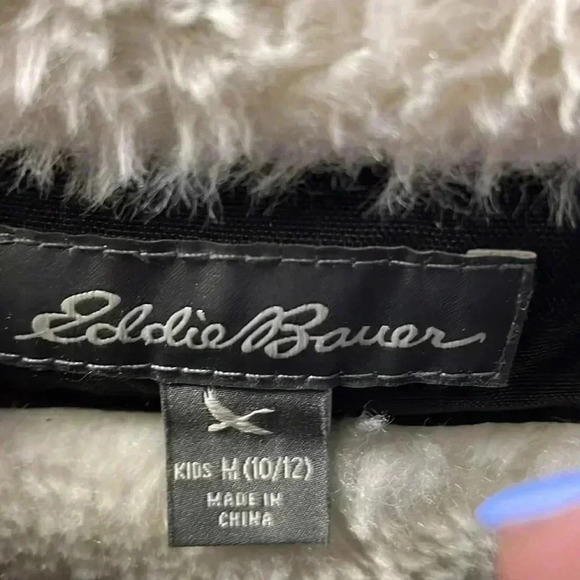 Eddie Bauer
KIDS M (10/12)
MADE IN
CHINA